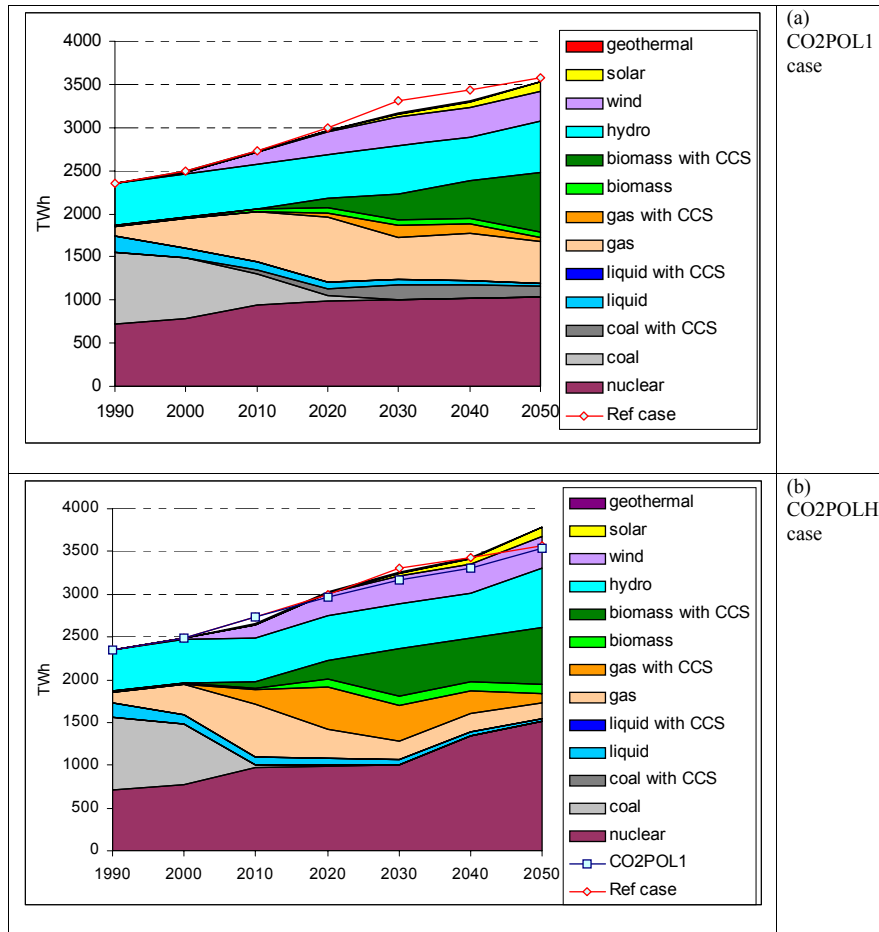 4000
3500
3000
2500
2000
1500
1000
500
0
TWh
1990 2000 2010 2020 2030 2040 2050
geothermal
solar
wind
hydro
biomass with CCS
biomass
gas with CCS
gas
liquid with CCS
liquid
coal with CCS
coal
nuclear
Ref case
(a)
CO2POL1
case
4000
3500
3000
2500
2000
1500
1000
500
0
TWh
1990 2000 2010 2020 2030 2040 2050
geothermal
solar
wind
hydro
biomass with CCS
biomass
gas with CCS
gas
liquid with CCS
liquid
coal with CCS
coal
nuclear
CO2POL1
Ref case
(b)
CO2POLH
case